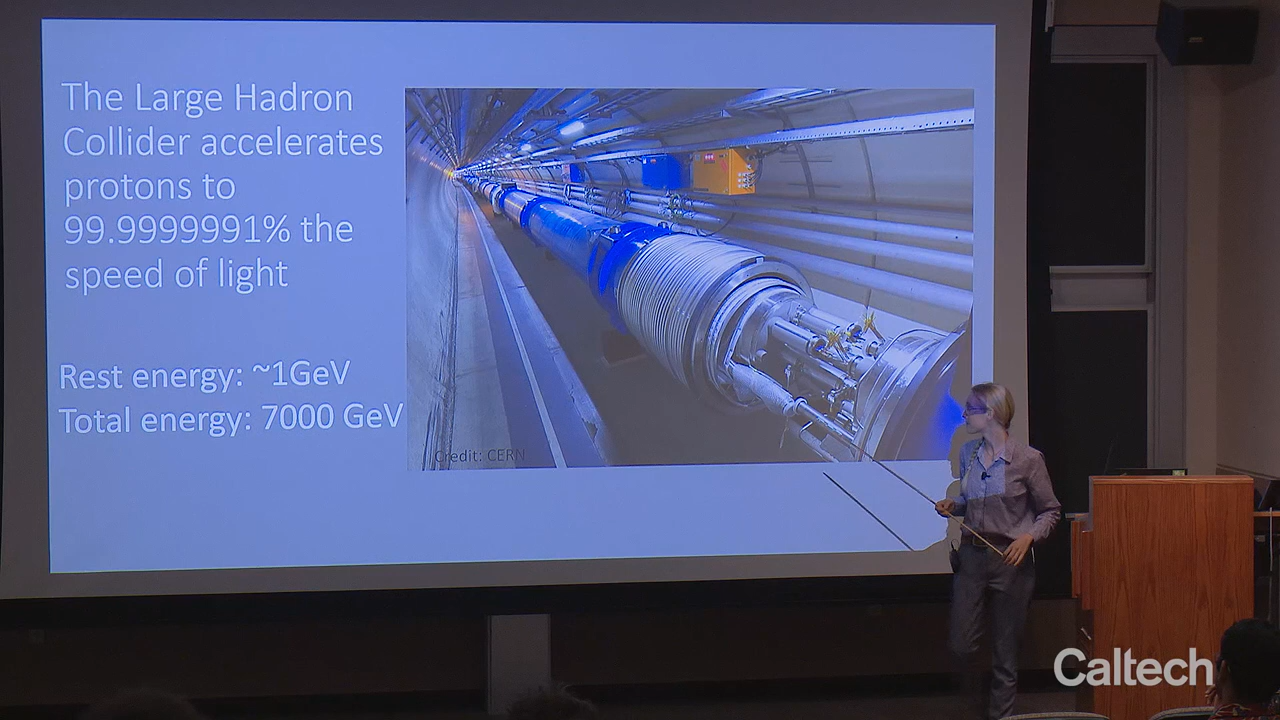 The Large Hadron
Collider accelerates
protons to
99.9999991% the
speed of light
Rest energy: ~1GeV
Total energy: 7000 GeV
Credit: CERN
Caltech